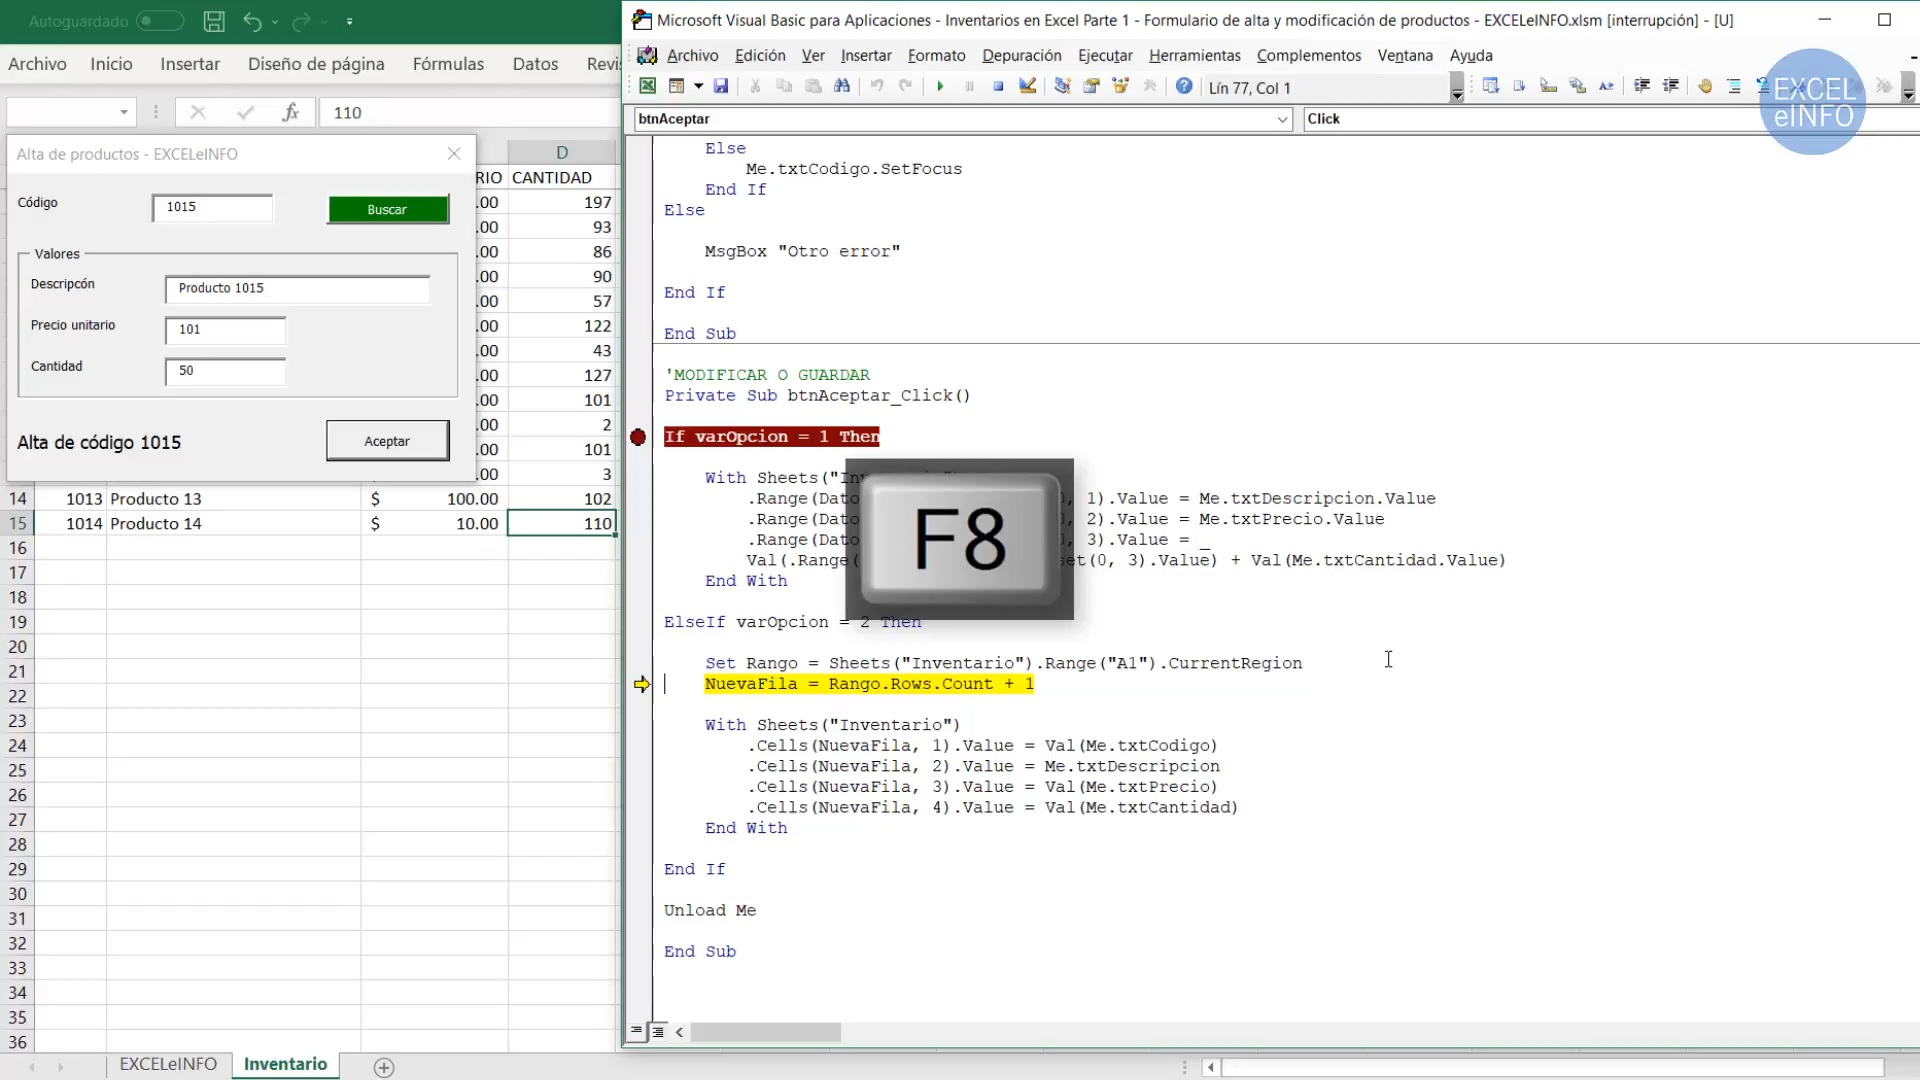 Autoguardado
Microsoft Visual Basic para Aplicaciones - Inventarios en Excel Parte 1 - Formulario de alta y modificación de productos - EXCELeINFO.xlsm [interrupción] - [U]
Archivo Inicio Insertar Diseño de página Fórmulas Datos Revis
Archivo Edición Ver Insertar Formato Depuración Ejecutar Herramientas Complementos Ventana Ayuda
Lín 77, Col 1
EXCEL
eINFO
fx 110
btnAceptar Click
Alta de productos - EXCELeINFO
Código 1015 Buscar
Valores
Descripcón Producto 1015
Precio unitario 101
Cantidad 50
Alta de código 1015 Aceptar
D
RIO CANTIDAD
.00 197
.00 93
.00 86
.00 90
.00 57
.00 122
.00 43
.00 127
.00 101
.00 2
.00 101
.00 3
14 1013 Producto 13 $ 100.00 102
15 1014 Producto 14 $ 10.00 110
16
17
18
19
20
21
22
23
24
25
26
27
28
29
30
31
32
33
34
35
36
EXCELeINFO Inventario
Else
Me.txtCodigo.SetFocus
End If
Else
MsgBox "Otro error"
End If
End Sub
'MODIFICAR O GUARDAR
Private Sub btnAceptar_Click()
If varOpcion = 1 Then
With Sheets("In
.Range(Dato , 1).Value = Me.txtDescripcion.Value
.Range(Dato , 2).Value = Me.txtPrecio.Value
.Range(Dato , 3).Value = _
Val(.Range( et(0, 3).Value) + Val(Me.txtCantidad.Value)
End With
F8
ElseIf varOpcion = 2 Then
Set Rango = Sheets("Inventario").Range("A1").CurrentRegion
NuevaFila = Rango.Rows.Count + 1
With Sheets("Inventario")
.Cells(NuevaFila, 1).Value = Val(Me.txtCodigo)
.Cells(NuevaFila, 2).Value = Me.txtDescripcion
.Cells(NuevaFila, 3).Value = Val(Me.txtPrecio)
.Cells(NuevaFila, 4).Value = Val(Me.txtCantidad)
End With
End If
Unload Me
End Sub